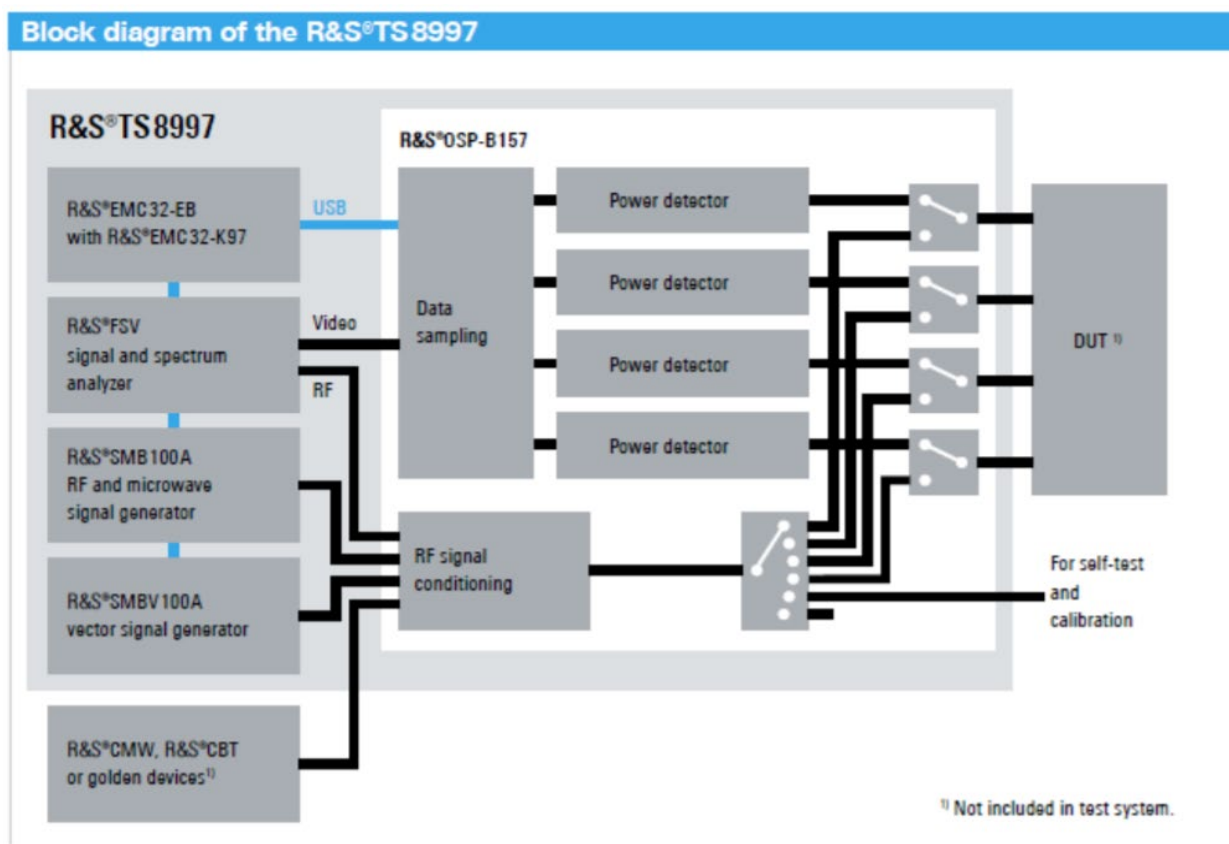 Block diagram of the R&S®TS8997
R&S®TS8997
R&S®OSP-B157
R&S®EMC32-EB
with R&S®EMC32-K97
USB
R&S®FSV
signal and spectrum
analyzer
Video
RF
R&S®SMB100A
RF and microwave
signal generator
R&S®SMBV100A
vector signal generator
R&S®CMW, R&S®CBT
or golden devices¹⁾
Data
sampling
Power detector
Power detector
Power detector
Power detector
RF signal
conditioning
DUT ¹⁾
For self-test
and
calibration
¹⁾ Not included in test system.